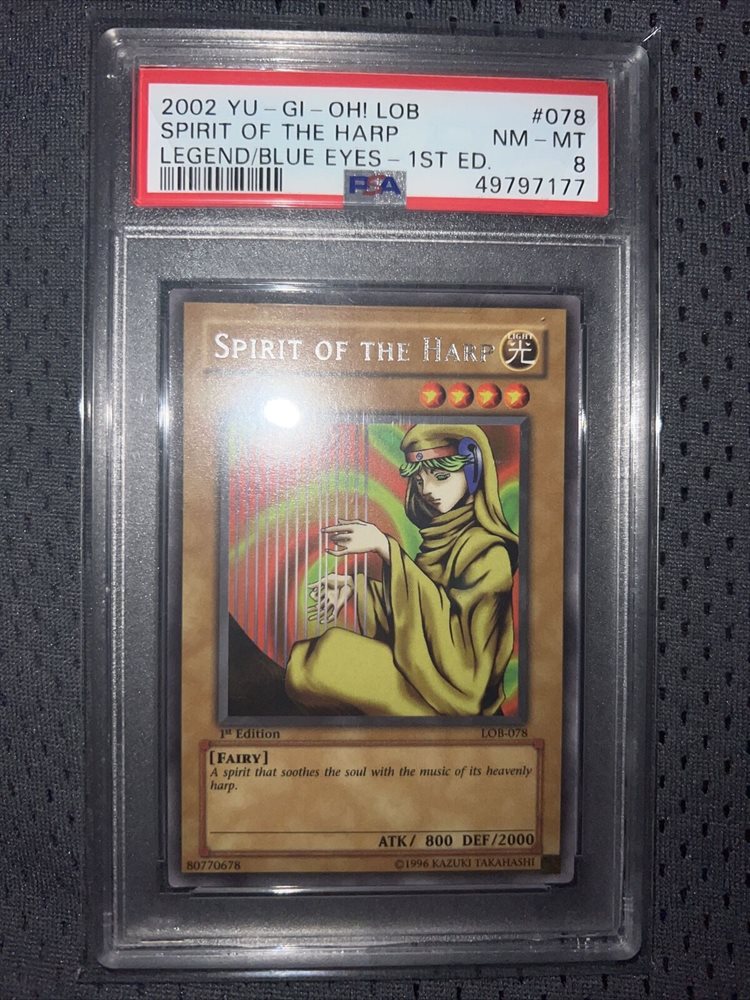 2002 YU-GI-OH! LOB #078
SPIRIT OF THE HARP NM-MT
LEGEND/BLUE EYES-1ST ED. 8
PSA 49797177
SPIRIT OF THE HARP
LIGHT
光
1st Edition LOB-078
[FAIRY]
A spirit that soothes the soul with the music of its heavenly
harp.
ATK/ 800 DEF/2000
80770678 ©1996 KAZUKI TAKAHASHI